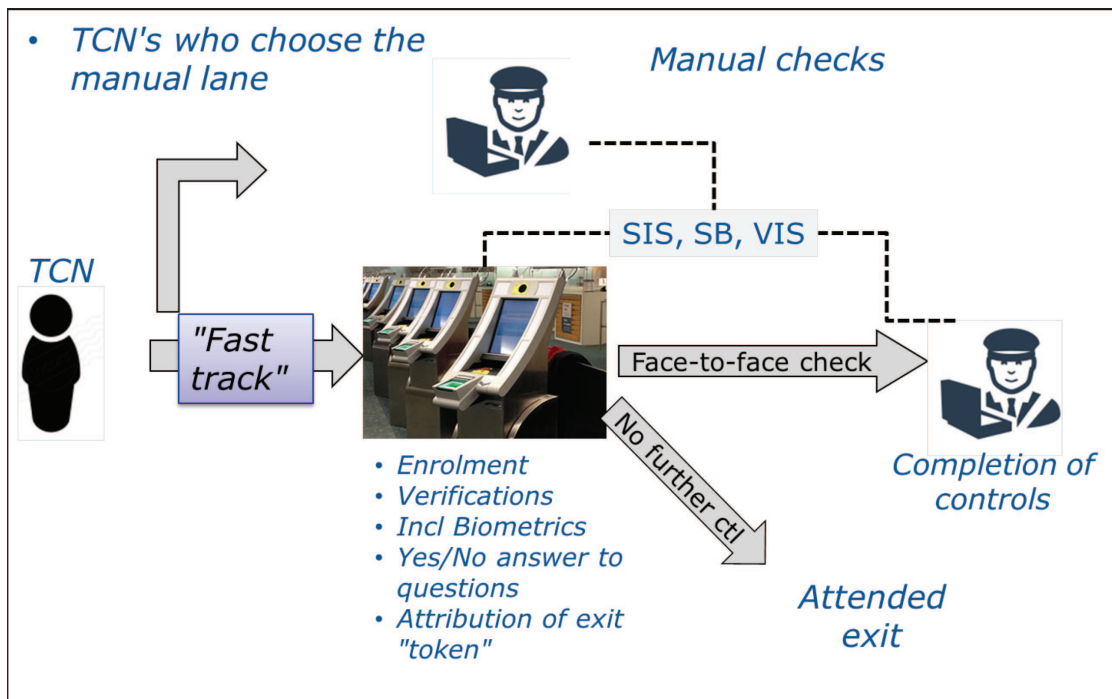 • TCN's who choose the
manual lane
Manual checks
SIS, SB, VIS
TCN
"Fast
track"
Face-to-face check
No further ctl
Completion of
controls
• Enrolment
• Verifications
• Incl Biometrics
• Yes/No answer to
questions
• Attribution of exit
"token"
Attended
exit